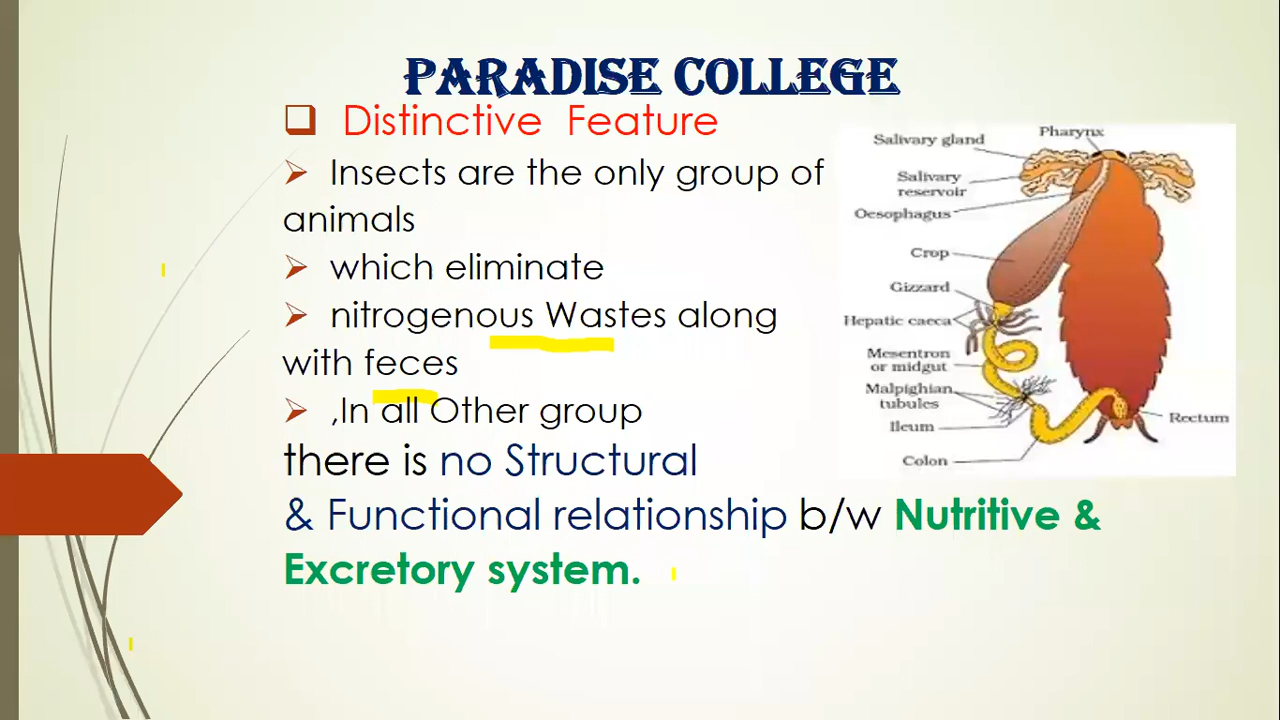 PARADISE COLLEGE
Distinctive Feature
Insects are the only group of
animals
which eliminate
nitrogenous Wastes along
with feces
,In all Other group
there is no Structural
& Functional relationship b/w Nutritive &
Excretory system.
Pharynx
Salivary gland
Salivary
reservoir
Oesophagus
Crop
Gizzard
Hepatic caeca
Mesentron
or midgut
Malpighian
tubules
Ileum
Rectum
Colon